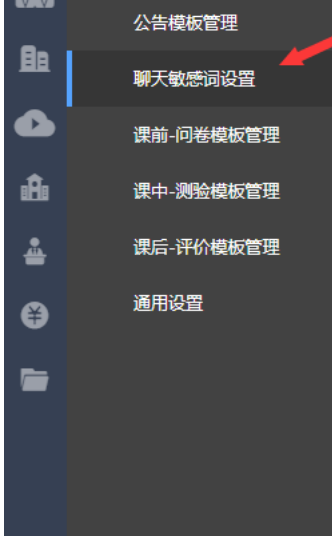 公告模板管理
聊天敏感词设置
课前-问卷模板管理
课中-测验模板管理
课后-评价模板管理
通用设置